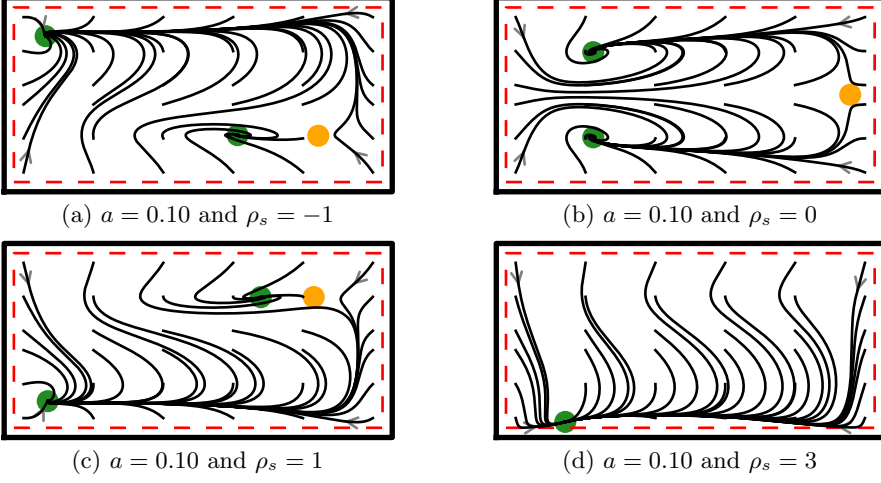 (a) a = 0.10 and ρₛ = −1
(b) a = 0.10 and ρₛ = 0
(c) a = 0.10 and ρₛ = 1
(d) a = 0.10 and ρₛ = 3